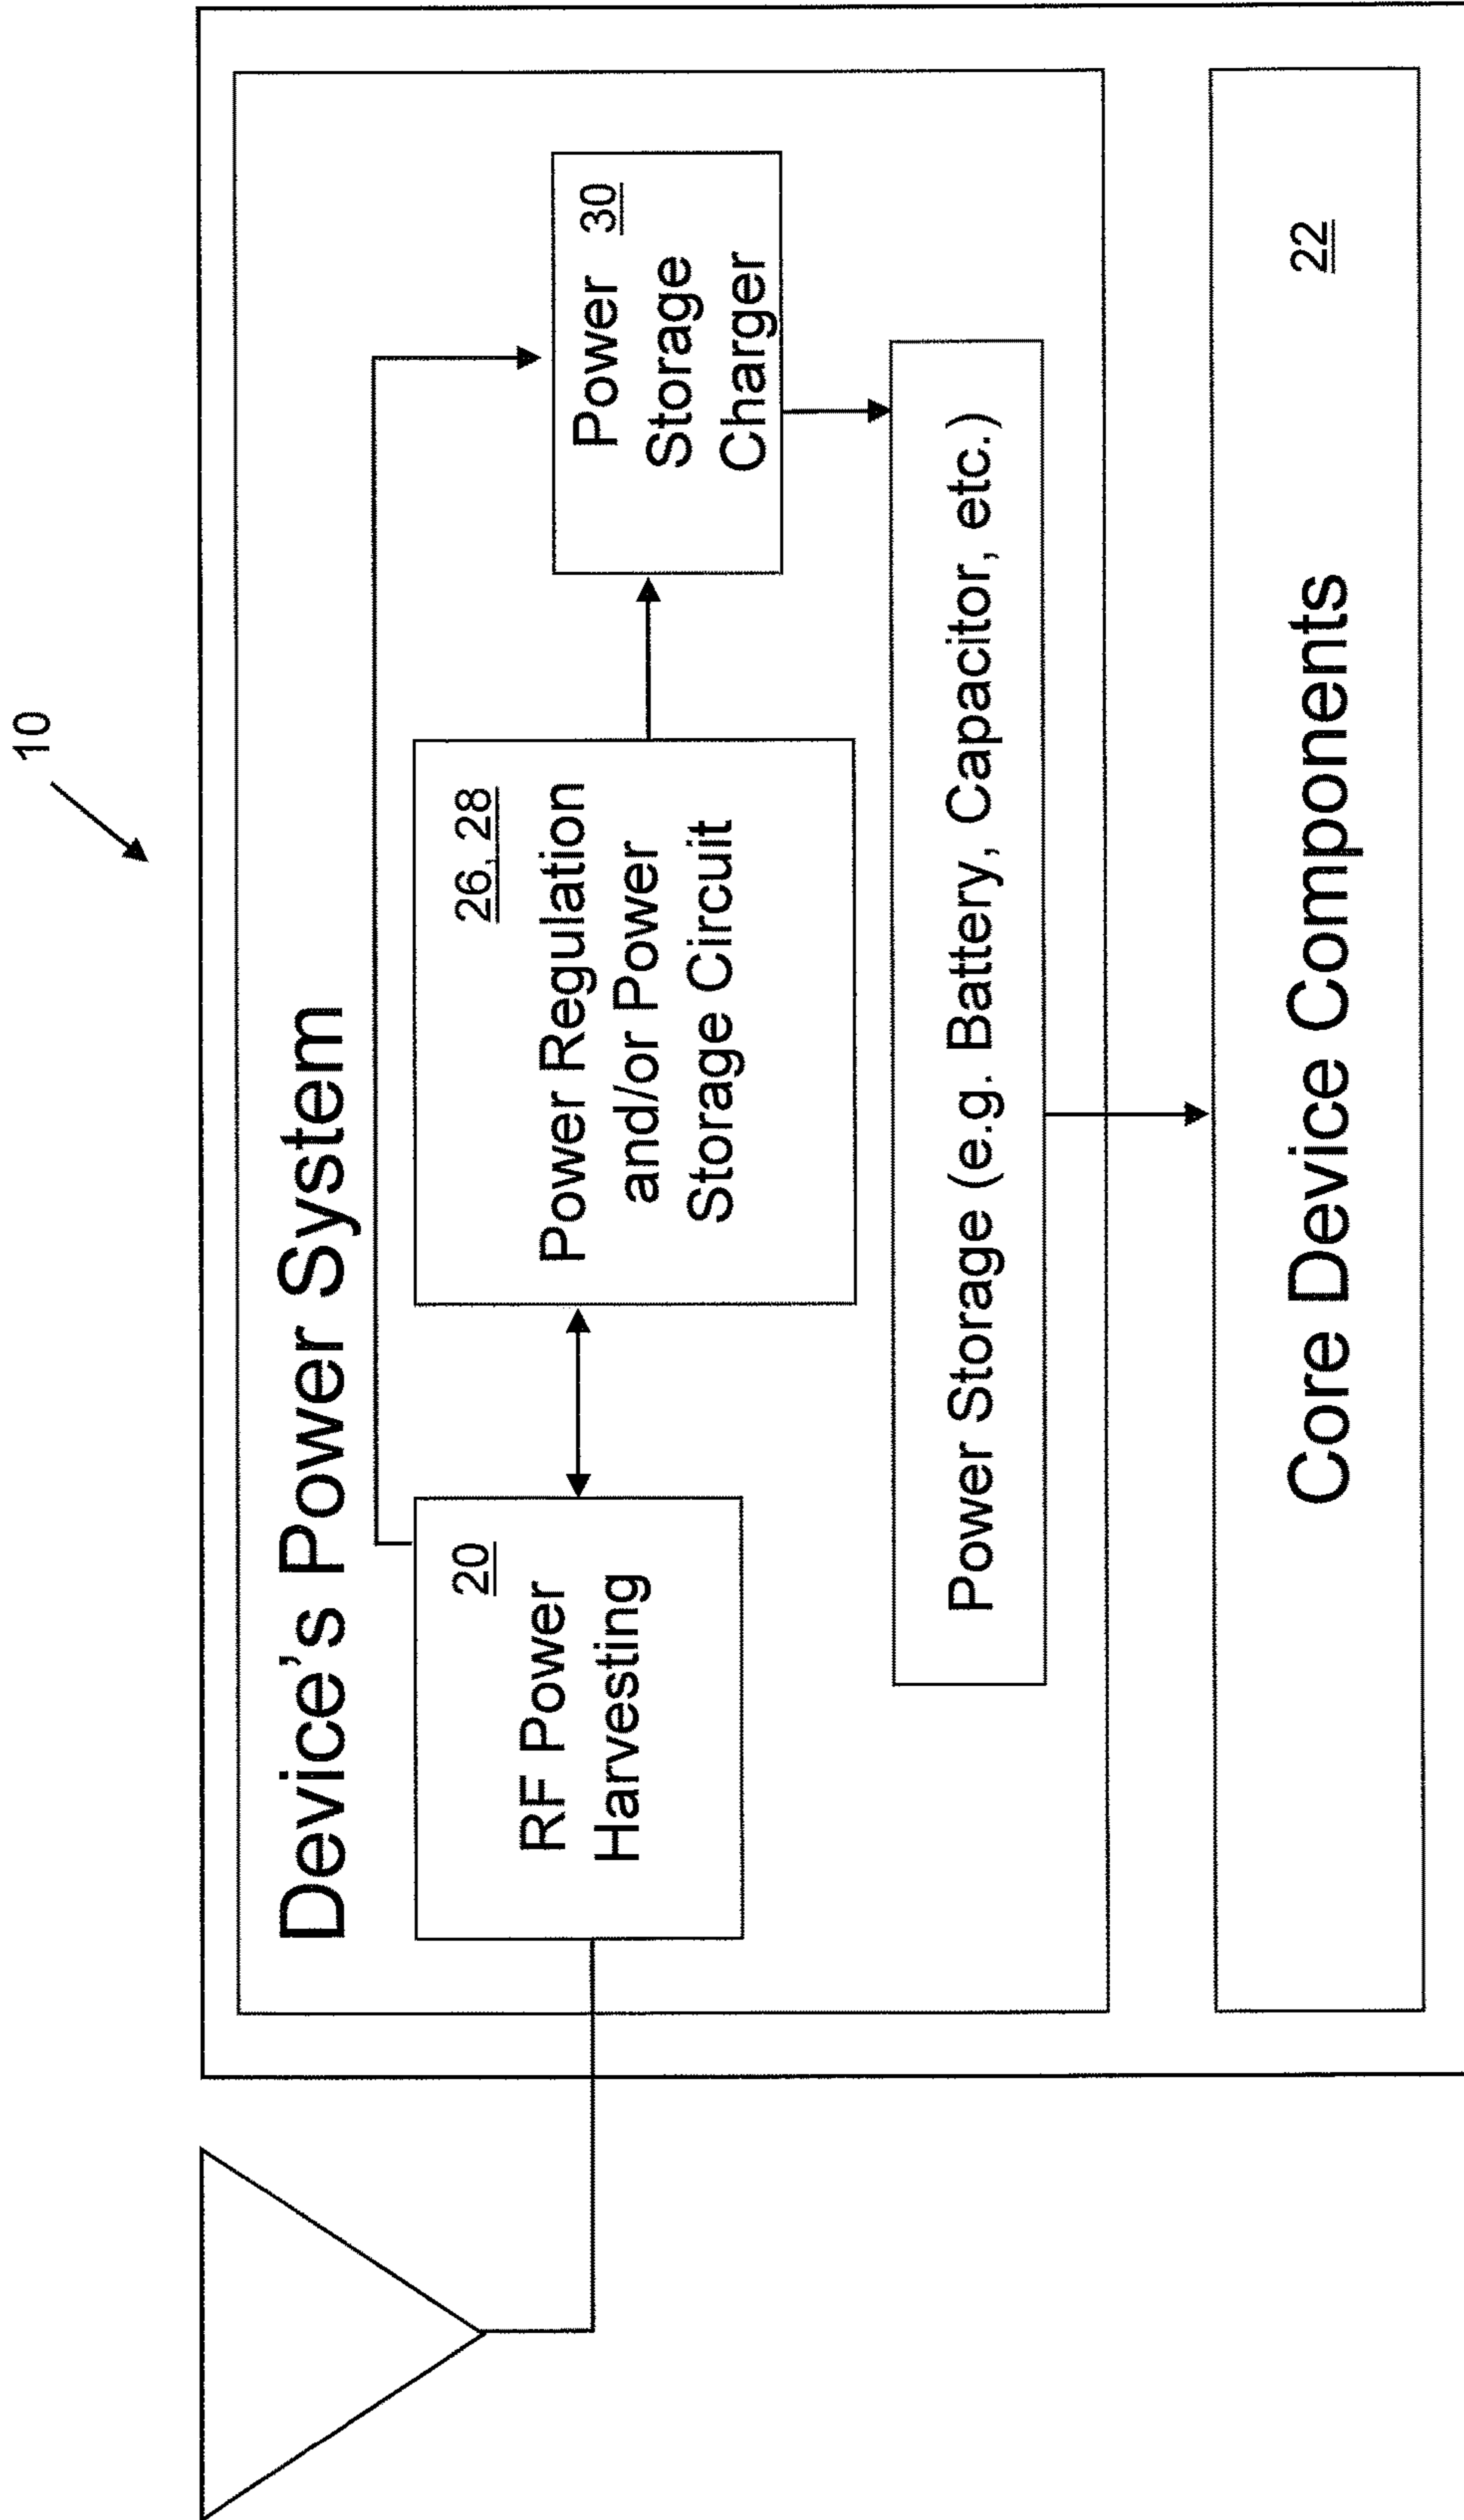 10
Device's Power System
20
RF Power
Harvesting
26, 28
Power Regulation
and/or Power
Storage Circuit
Power 30
Storage
Charger
Power Storage (e.g. Battery, Capacitor, etc.)
22
Core Device Components